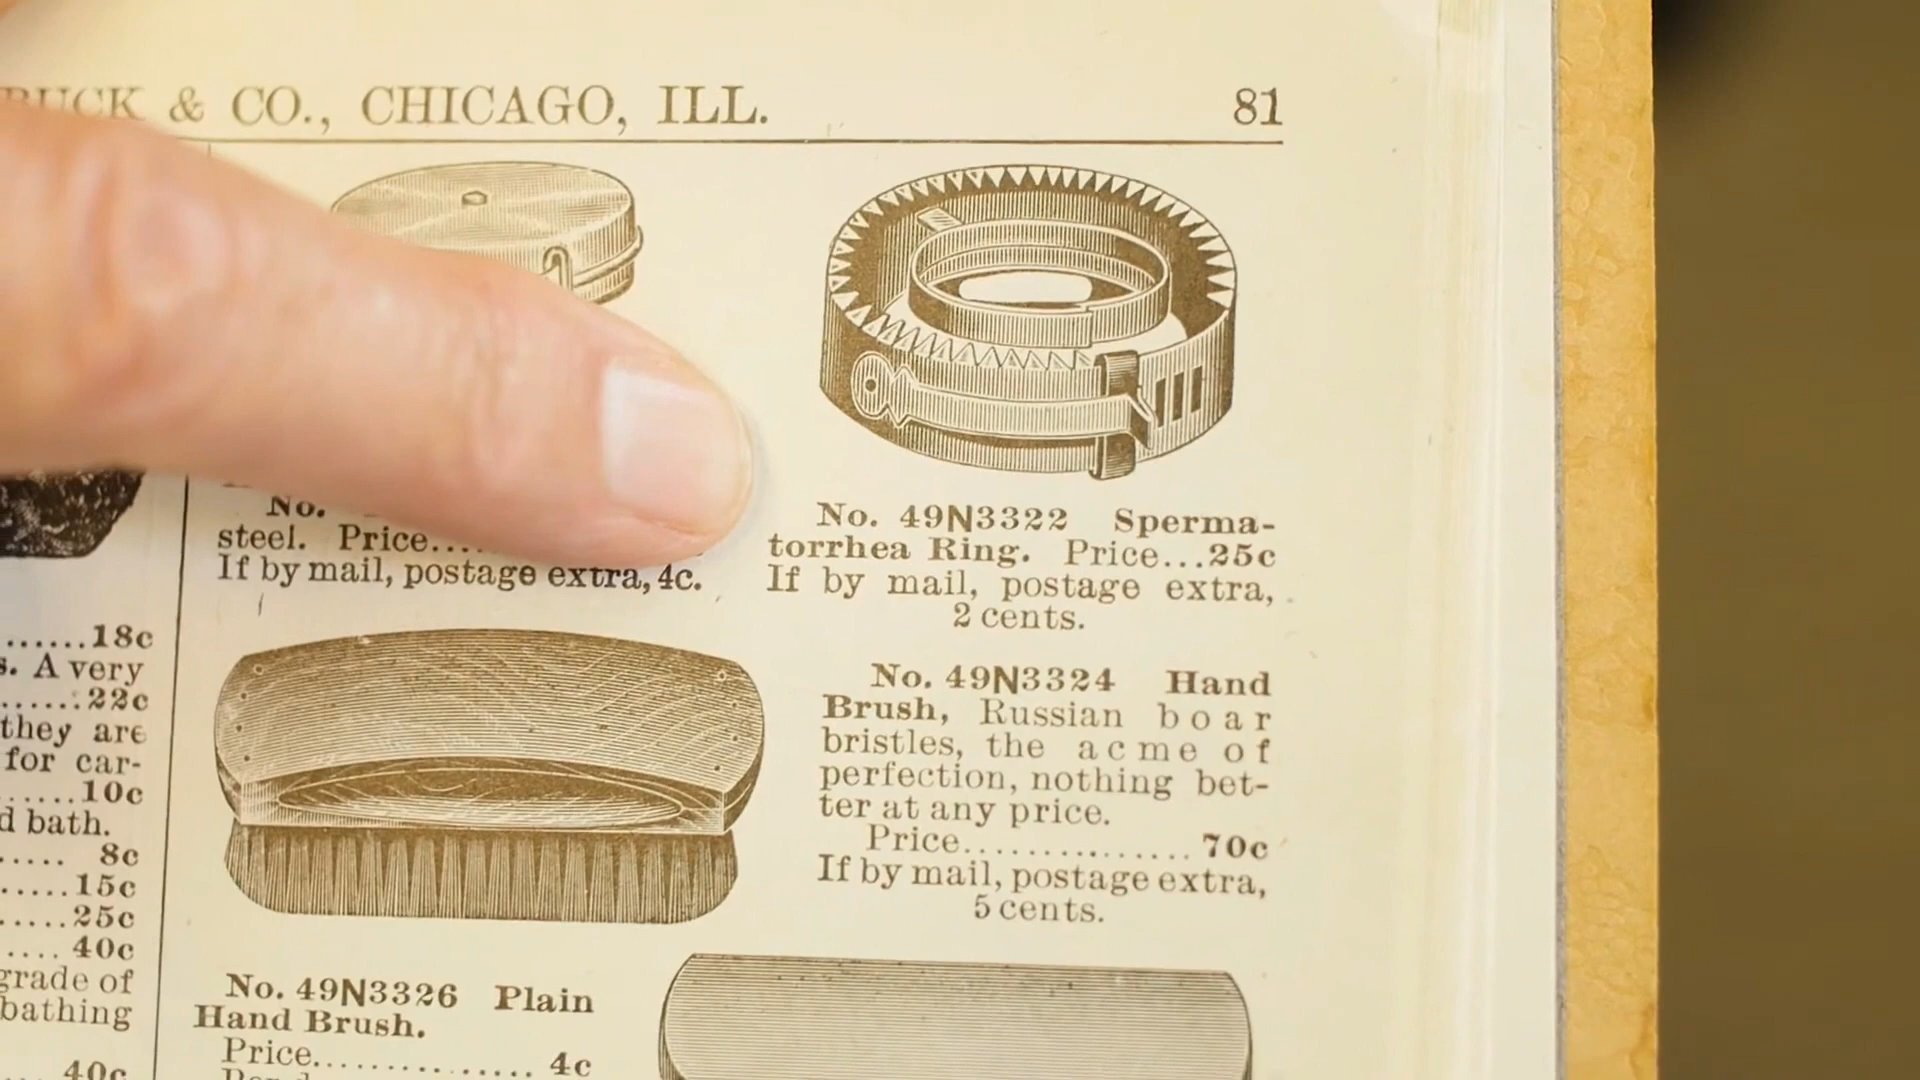 & CO., CHICAGO, ILL.
81
No.
steel. Price....
If by mail, postage extra, 4c.
No. 49N3322 Sperma-
torrhea Ring. Price...25c
If by mail, postage extra,
2 cents.
No. 49N3324 Hand
Brush, Russian boar
bristles, the acme of
perfection, nothing bet-
ter at any price.
Price............... 70c
If by mail, postage extra,
5 cents.
No. 49N3326 Plain
Hand Brush.
Price............... 4c
......18c
A very
......22c
they are
for car-
......10c
bath.
..... 8c
.....15c
.....25c
.... 40c
grade of
bathing
40c